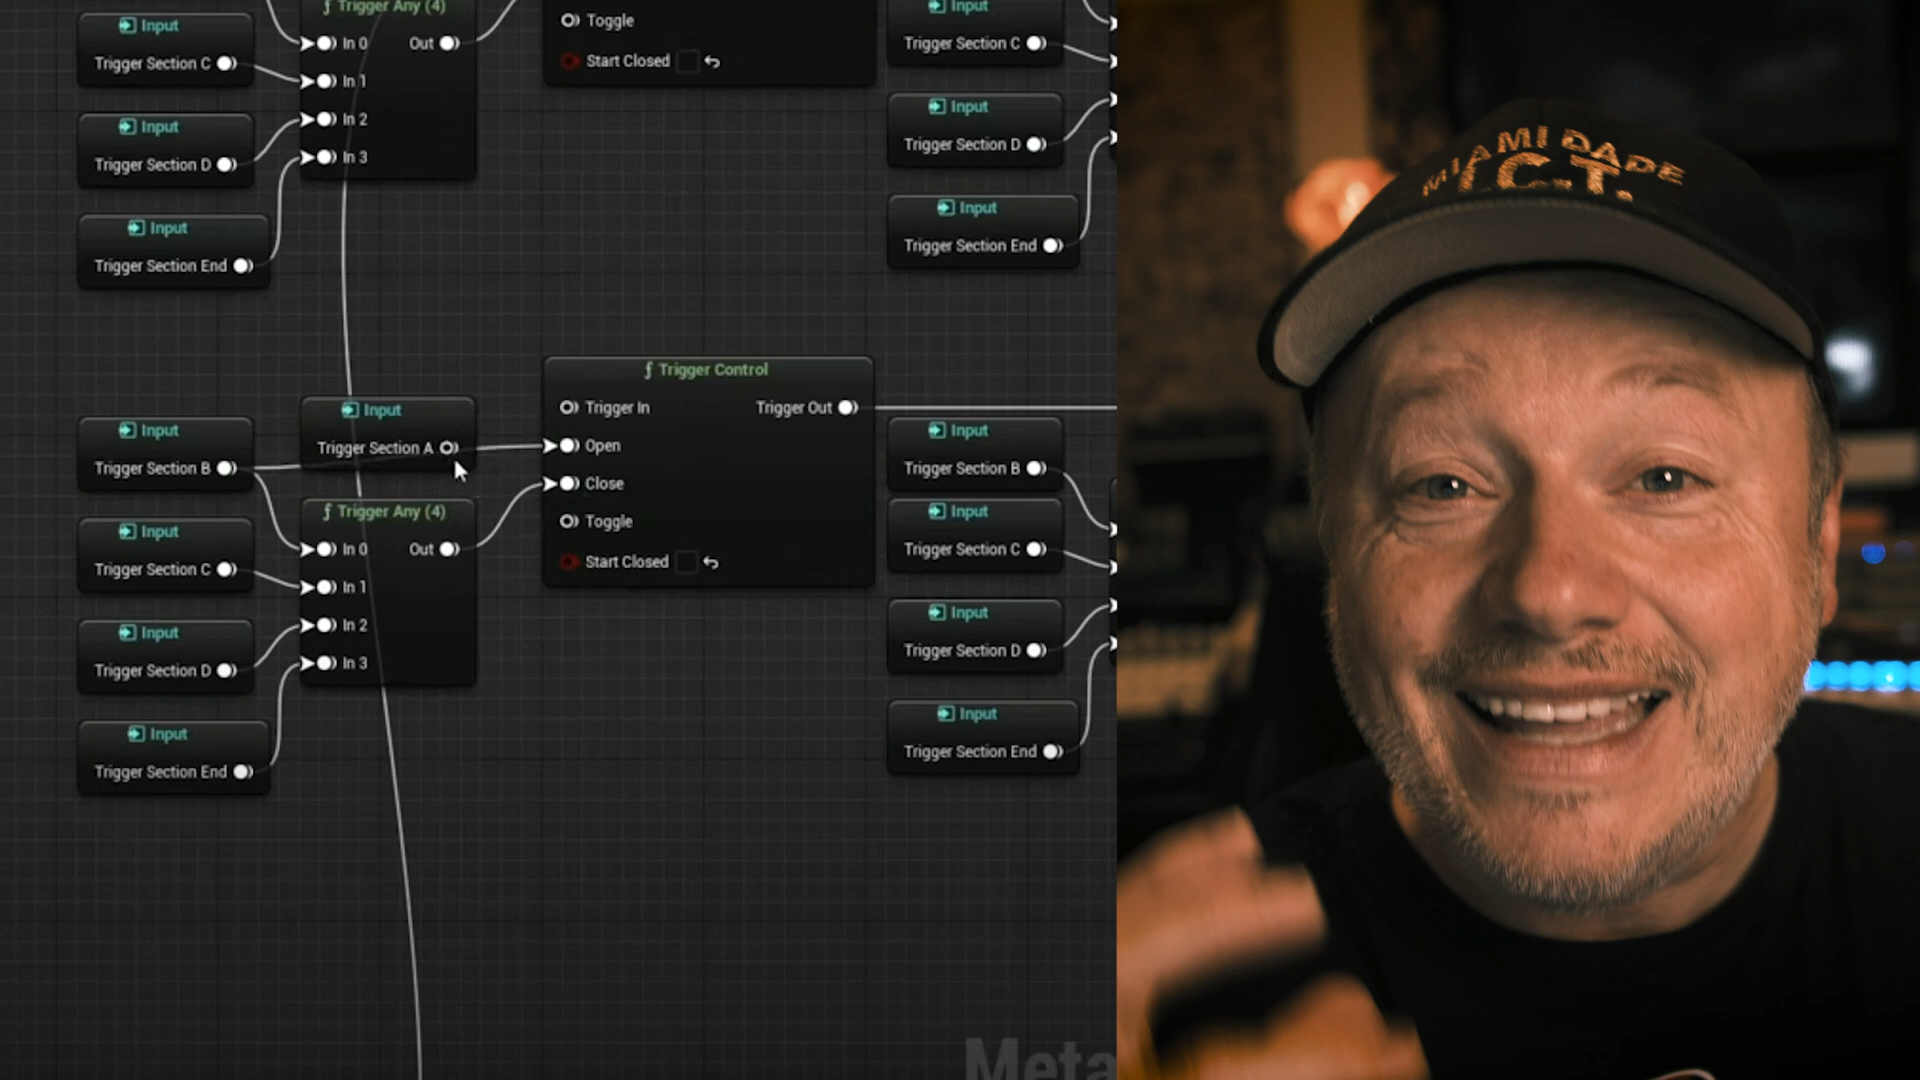 Trigger Any (4)
Input
Trigger Section C
In 0
Out
In 1
In 2
In 3
Input
Trigger Section D
Input
Trigger Section End
Toggle
Start Closed
Input
Trigger Section C
Input
Trigger Section D
Input
Trigger Section End
Input
Trigger Section B
Input
Trigger Section C
Input
Trigger Section D
Input
Trigger Section End
Input
Trigger Section A
Trigger Any (4)
In 0
Out
In 1
In 2
In 3
Trigger Control
Trigger In
Trigger Out
Open
Close
Toggle
Start Closed
Input
Trigger Section B
Input
Trigger Section C
Input
Trigger Section D
Input
Trigger Section End
Meta
MIAMI DADE
I.C.T.